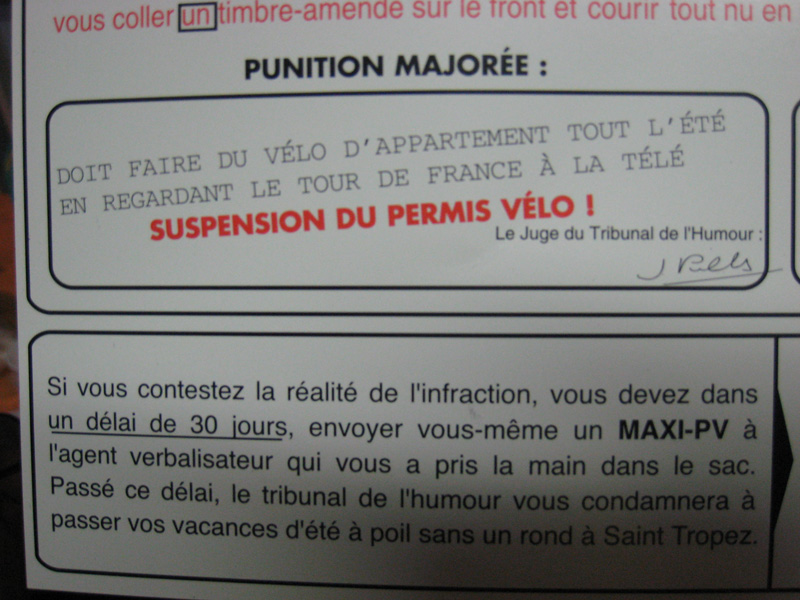 vous coller un timbre-amende sur le front et courir tout nu en
PUNITION MAJORÉE :
DOIT FAIRE DU VÉLO D'APPARTEMENT TOUT L'ÉTÉ
EN REGARDANT LE TOUR DE FRANCE À LA TÉLÉ
SUSPENSION DU PERMIS VÉLO !
Le Juge du Tribunal de l'Humour :
Si vous contestez la réalité de l'infraction, vous devez dans
un délai de 30 jours, envoyer vous-même un MAXI-PV à
l'agent verbalisateur qui vous a pris la main dans le sac.
Passé ce délai, le tribunal de l'humour vous condamnera à
passer vos vacances d'été à poil sans un rond à Saint Tropez.